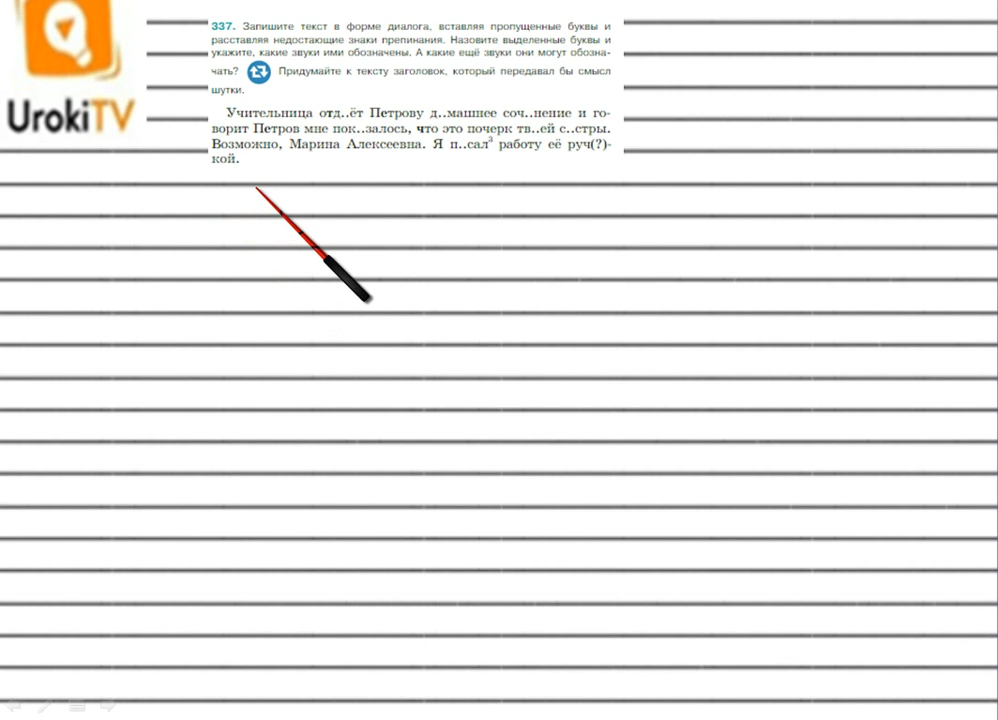 UrokiTV
337. Запишите текст в форме диалога, вставляя пропущенные буквы и
расставляя недостающие знаки препинания. Назовите выделенные буквы и
укажите, какие звуки ими обозначены. А какие ещё звуки они могут обозна-
чать? Придумайте к тексту заголовок, который передавал бы смысл
шутки.
Учительница отд..ёт Петрову д..машнее соч..нение и го-
ворит Петров мне пок..залось, что это почерк тв..ей с..стры.
Возможно, Марина Алексеевна. Я п..сал³ работу её руч(?)-
кой.